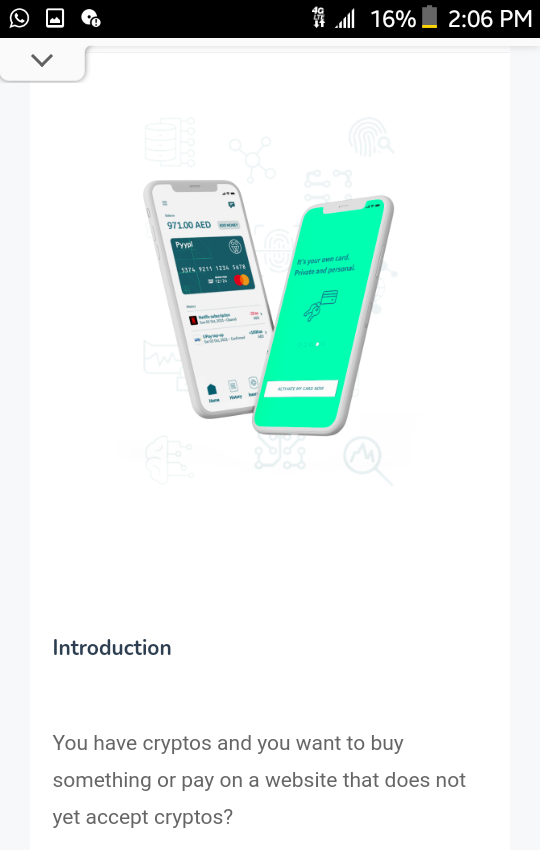 4G
LTE
16%
2:06 PM
971.00 AED
Pyypl
5374 9211 1234 5678
Netflix subscription
Home
History
It's your own card.
Private and personal.
ACTIVATE MY CARD NOW
Introduction
You have cryptos and you want to buy
something or pay on a website that does not
yet accept cryptos?